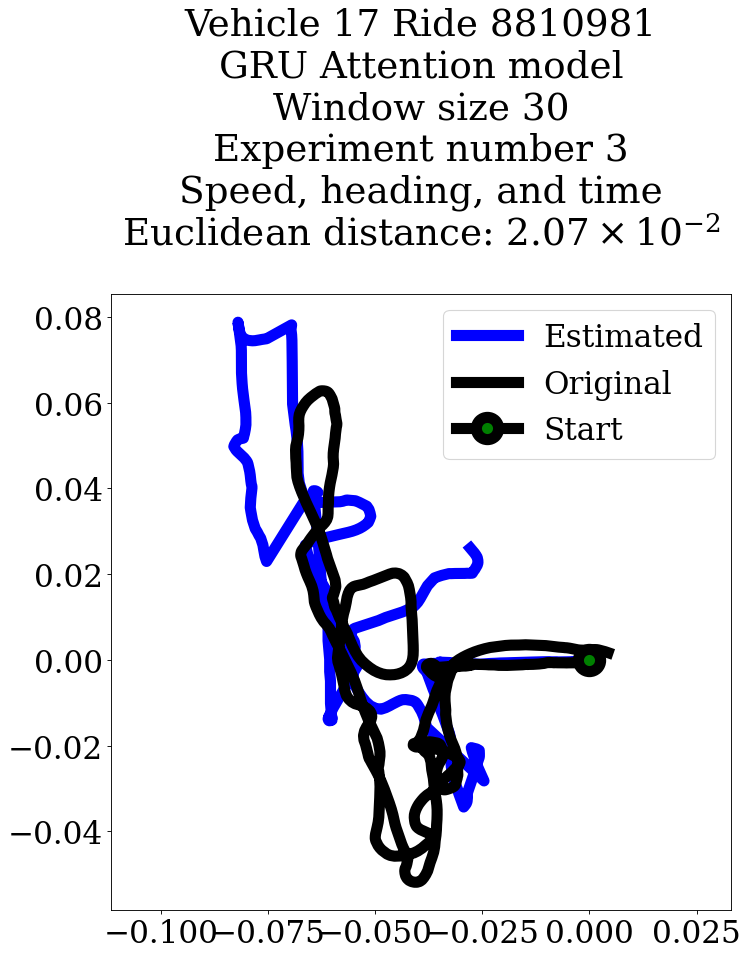 Vehicle 17 Ride 8810981
GRU Attention model
Window size 30
Experiment number 3
Speed, heading, and time
Euclidean distance: 2.07 × 10⁻²
Estimated
Original
Start
0.08
0.06
0.04
0.02
0.00
−0.02
−0.04
−0.100 −0.075 −0.050 −0.025 0.000 0.025